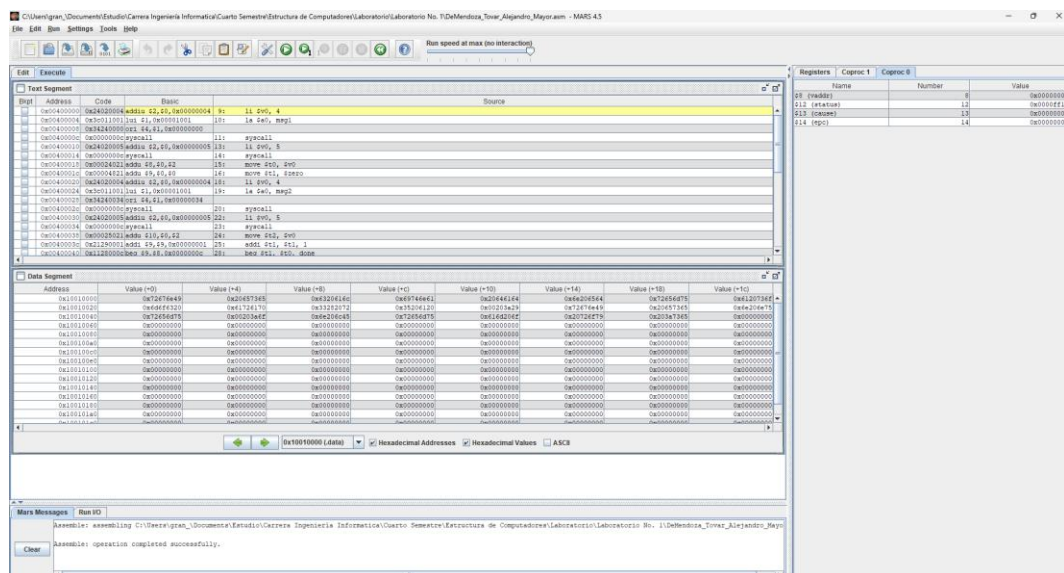 C:\Users\gran_\Documents\Estudio\Carrera Ingeniería Informatica\Cuarto Semestre\Estructura de Computadores\Laboratorio\Laboratorio No. 1\DeMendoza_Tovar_Alejandro_Mayor.asm - MARS 4.5
File Edit Run Settings Tools Help
Run speed at max (no interaction)
Edit Execute
Text Segment
Bkpt Address Code Basic Source
0x00400000 0x24020004 addiu $2,$0,0x00000004 9: li $v0, 4
0x00400004 0x3c011001 lui $1,0x00001001 10: la $a0, msg1
0x00400008 0x34240000 ori $4,$1,0x00000000
0x0040000c 0x0000000c syscall 11: syscall
0x00400010 0x24020005 addiu $2,$0,0x00000005 13: li $v0, 5
0x00400014 0x0000000c syscall 14: syscall
0x00400018 0x00024021 addu $8,$0,$2 15: move $t0, $v0
0x0040001c 0x00004821 addu $9,$0,$0 16: move $t1, $zero
0x00400020 0x24020004 addiu $2,$0,0x00000004 18: li $v0, 4
0x00400024 0x3c011001 lui $1,0x00001001 19: la $a0, msg2
0x00400028 0x34240034 ori $4,$1,0x00000034
0x0040002c 0x0000000c syscall 20: syscall
0x00400030 0x24020005 addiu $2,$0,0x00000005 22: li $v0, 5
0x00400034 0x0000000c syscall 23: syscall
0x00400038 0x00025021 addu $10,$0,$2 24: move $t2, $v0
0x0040003c 0x21290001 addi $9,$9,0x00000001 25: addi $t1, $t1, 1
0x00400040 0x1128000c beq $9,$8,0x0000000c 28: beq $t1, $t0, done
Data Segment
Address Value (+0) Value (+4) Value (+8) Value (+c) Value (+10) Value (+14) Value (+18) Value (+1c)
0x10010000 0x72676e49 0x20657365 0x6320616c 0x69746e61 0x20646164 0x6e206564 0x72656d75 0x6120736f
0x10010020 0x6d6f6320 0x61726170 0x33282072 0x35206120 0x00203a29 0x72676e49 0x20657365 0x6e206e75
0x10010040 0x72656d75 0x00203a6f 0x6e206c45 0x72656d75 0x616d206f 0x20726f79 0x203a7365 0x00000000
0x10010060 0x00000000 0x00000000 0x00000000 0x00000000 0x00000000 0x00000000 0x00000000 0x00000000
0x10010080 0x00000000 0x00000000 0x00000000 0x00000000 0x00000000 0x00000000 0x00000000 0x00000000
0x100100a0 0x00000000 0x00000000 0x00000000 0x00000000 0x00000000 0x00000000 0x00000000 0x00000000
0x100100c0 0x00000000 0x00000000 0x00000000 0x00000000 0x00000000 0x00000000 0x00000000 0x00000000
0x100100e0 0x00000000 0x00000000 0x00000000 0x00000000 0x00000000 0x00000000 0x00000000 0x00000000
0x10010100 0x00000000 0x00000000 0x00000000 0x00000000 0x00000000 0x00000000 0x00000000 0x00000000
0x10010120 0x00000000 0x00000000 0x00000000 0x00000000 0x00000000 0x00000000 0x00000000 0x00000000
0x10010140 0x00000000 0x00000000 0x00000000 0x00000000 0x00000000 0x00000000 0x00000000 0x00000000
0x10010160 0x00000000 0x00000000 0x00000000 0x00000000 0x00000000 0x00000000 0x00000000 0x00000000
0x10010180 0x00000000 0x00000000 0x00000000 0x00000000 0x00000000 0x00000000 0x00000000 0x00000000
0x100101a0 0x00000000 0x00000000 0x00000000 0x00000000 0x00000000 0x00000000 0x00000000 0x00000000
0x10010000 (.data) Hexadecimal Addresses Hexadecimal Values ASCII
Registers Coproc 1 Coproc 0
Name Number Value
$8 (vaddr) 8 0x0000000
$12 (status) 12 0x0000ff1
$13 (cause) 13 0x0000000
$14 (epc) 14 0x0000000
Mars Messages Run I/O
Assemble: assembling C:\Users\gran_\Documents\Estudio\Carrera Ingeniería Informatica\Cuarto Semestre\Estructura de Computadores\Laboratorio\Laboratorio No. 1\DeMendoza_Tovar_Alejandro_Mayo
Assemble: operation completed successfully.
Clear